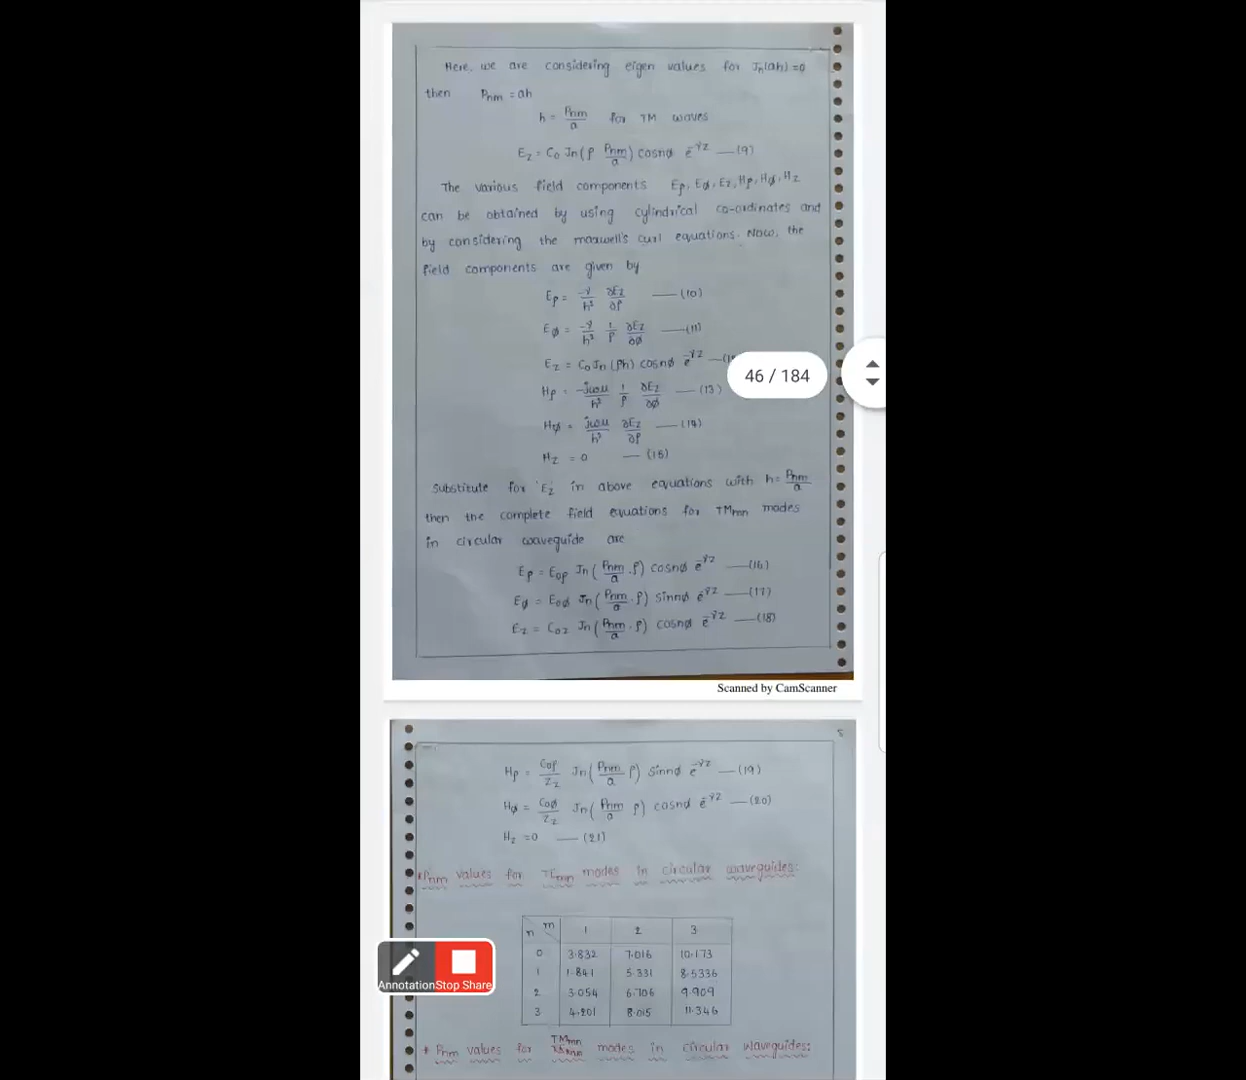 Here, we are considering eigen values for Jn(ah)=0
then Pnm = ah
h = Pnm/a for TM waves
Ez = C0 Jn(ρ Pnm/a) cosnφ e^-γz —(9)
The various field components Eρ, Eφ, Ez, Hρ, Hφ, Hz
can be obtained by using cylindrical co-ordinates and
by considering the maxwell's curl equations. Now, the
field components are given by
Eρ = -γ/h² ∂Ez/∂ρ —(10)
Eφ = -γ/h² 1/ρ ∂Ez/∂φ —(11)
Ez = C0 Jn(ρh) cosnφ e^-γz
46 / 184
Hρ = -jωμ/h² 1/ρ ∂Ez/∂φ —(13)
Hφ = jωμ/h² ∂Ez/∂ρ —(14)
Hz = 0 —(15)
Substitute for 'Ez' in above equations with h = Pnm/a
then the complete field equations for TMmn modes
in circular waveguide are
Eρ = E0ρ Jn(Pnm/a . ρ) cosnφ e^-γz —(16)
Eφ = E0φ Jn(Pnm/a . ρ) sinnφ e^-γz —(17)
Ez = C0z Jn(Pnm/a . ρ) cosnφ e^-γz —(18)
Scanned by CamScanner
Hρ = C0ρ/Zz Jn(Pnm/a ρ) sinnφ e^-γz —(19)
Hφ = C0φ/Zz Jn(Pnm/a ρ) cosnφ e^-γz —(20)
Hz = 0 —(21)
*Pnm values for TEmn modes in circular waveguides:
n m 1 2 3
0 3.832 7.016 10.173
1 1.841 5.331 8.5336
2 3.054 6.706 9.909
3 4.201 8.015 11.346
Annotation Stop Share
* Pnm values for TMmn modes in circular waveguides: